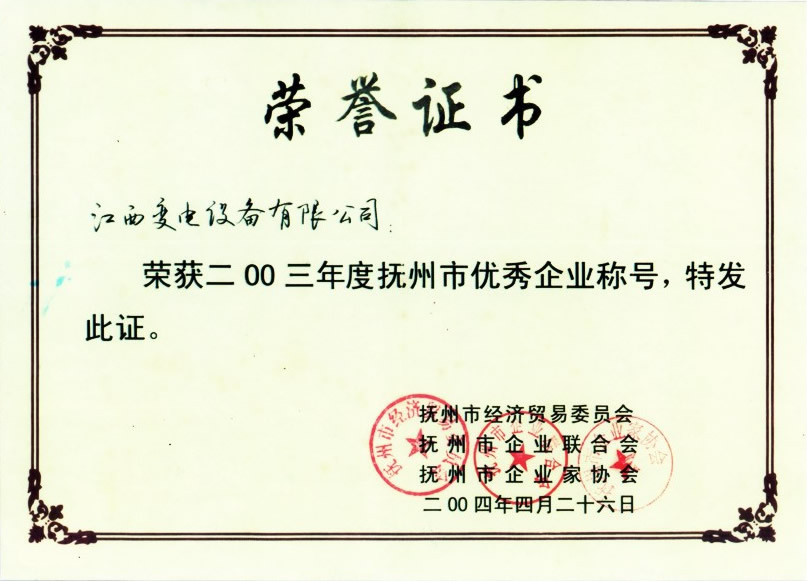 荣誉证书
江西变电设备有限公司:
荣获二00三年度抚州市优秀企业称号，特发
此证。
抚州市经济贸易委员会
抚州市企业联合会
抚州市企业家协会
二00四年四月二十六日